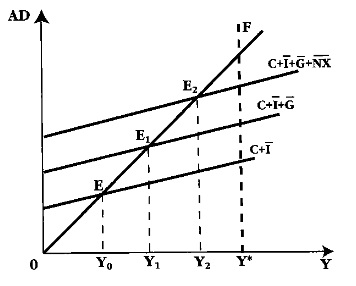 AD
F
C+I̅+G̅+N̅X̅
E₂
C+I̅+G̅
E₁
C+I̅
E
0
Y₀
Y₁
Y₂
Y*
Y